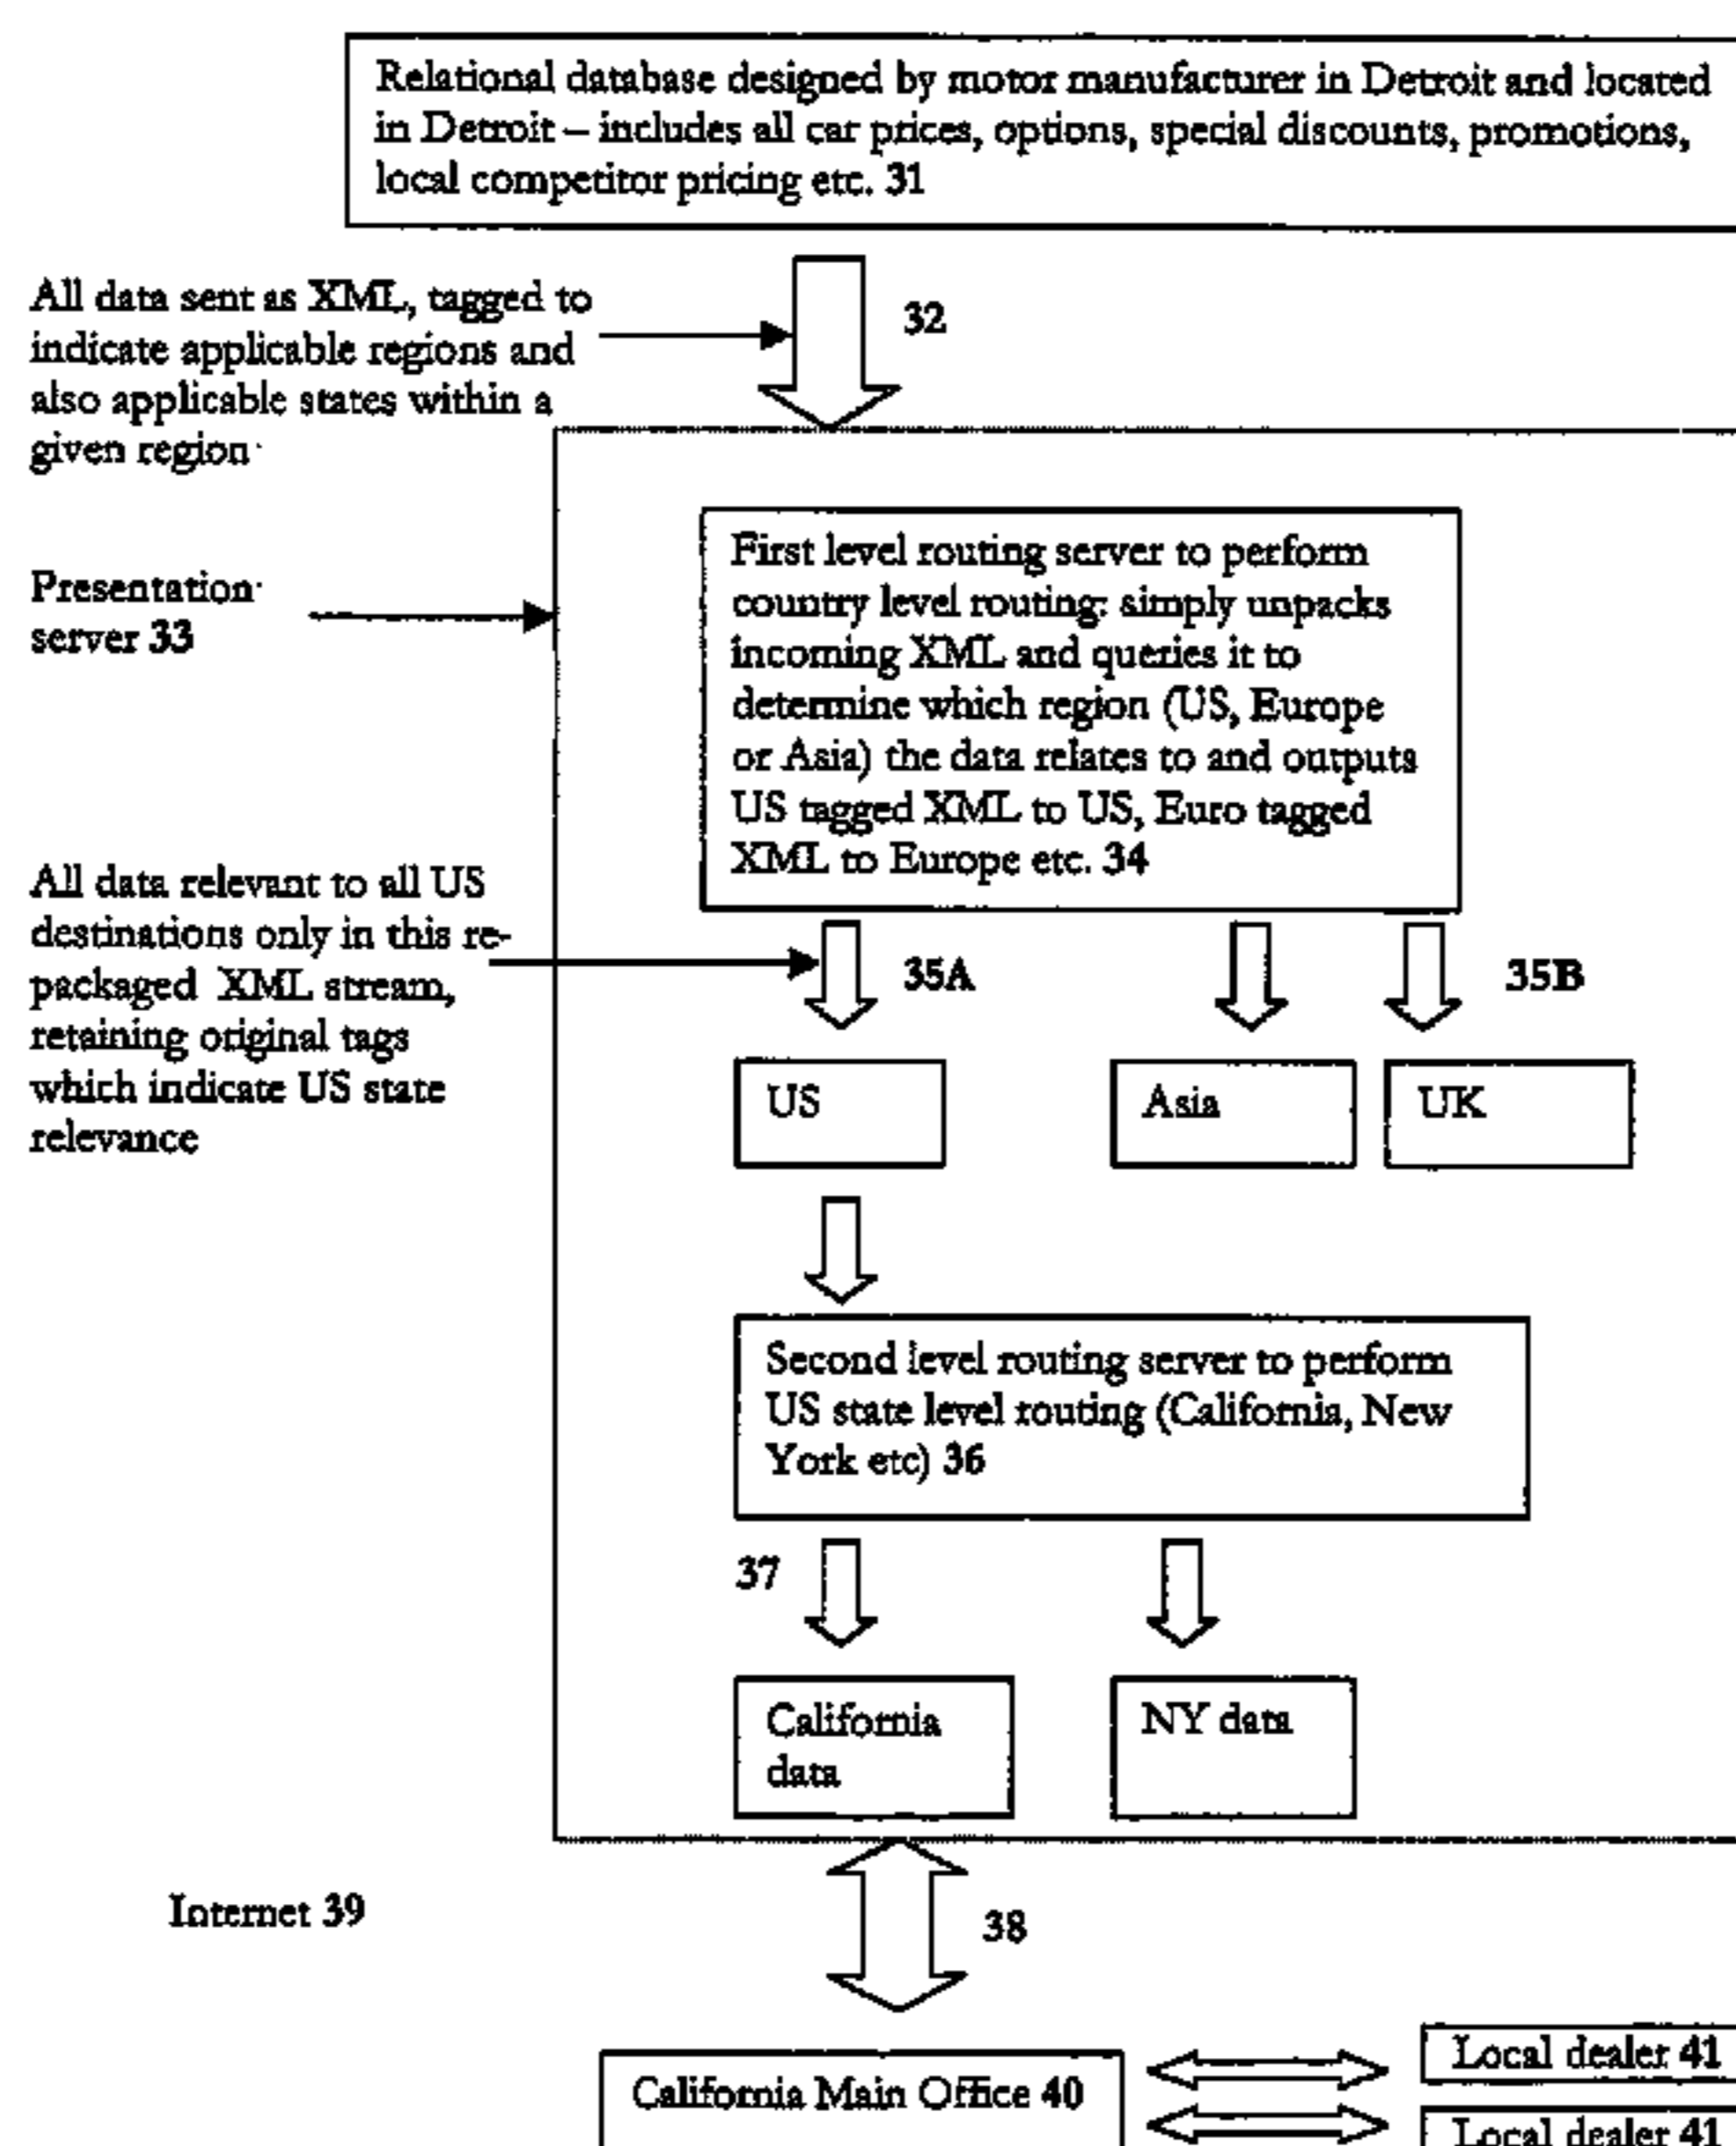 Relational database designed by motor manufacturer in Detroit and located
in Detroit – includes all car prices, options, special discounts, promotions,
local competitor pricing etc. 31
All data sent as XML, tagged to
indicate applicable regions and
also applicable states within a
given region
32
Presentation
server 33
First level routing server to perform
country level routing: simply unpacks
incoming XML and queries it to
determine which region (US, Europe
or Asia) the data relates to and outputs
US tagged XML to US, Euro tagged
XML to Europe etc. 34
All data relevant to all US
destinations only in this re-
packaged XML stream,
retaining original tags
which indicate US state
relevance
35A
35B
US
Asia
UK
Second level routing server to perform
US state level routing (California, New
York etc) 36
37
California
data
NY data
Internet 39
38
California Main Office 40
Local dealer 41
Local dealer 41